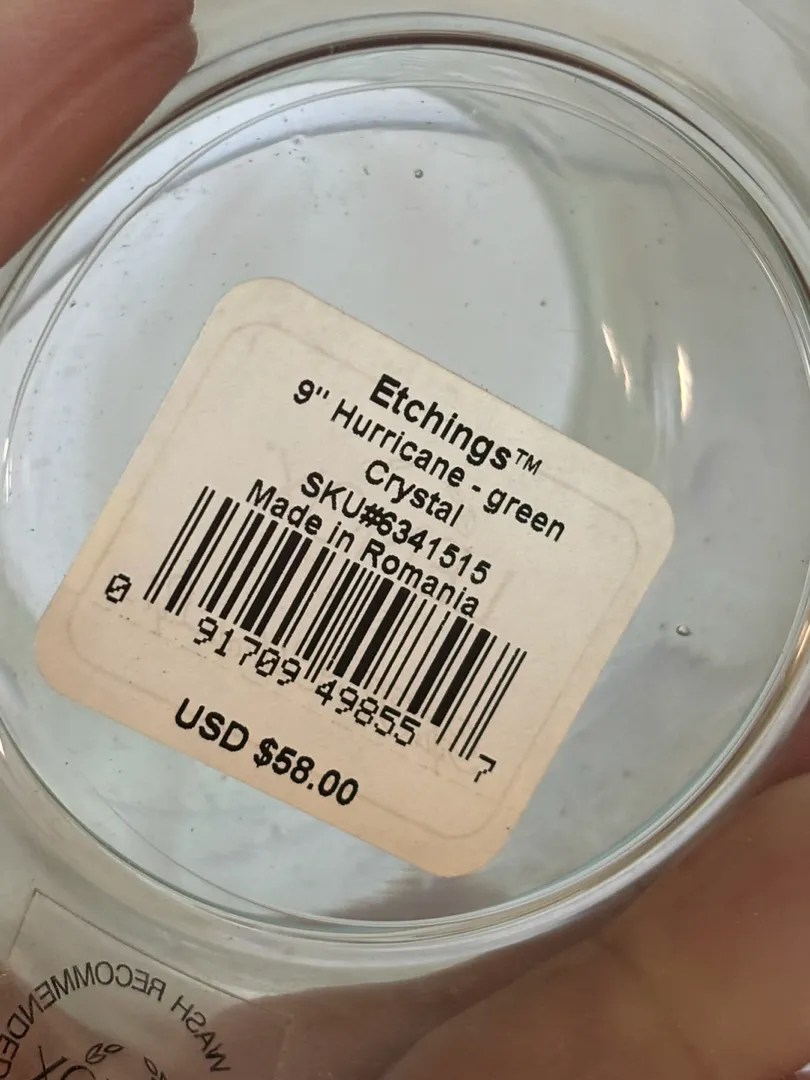 Etchings™
9" Hurricane - green
Crystal
SKU#6341515
Made in Romania
0 91709 49855 7
USD $58.00
WASH RECOMMENDED